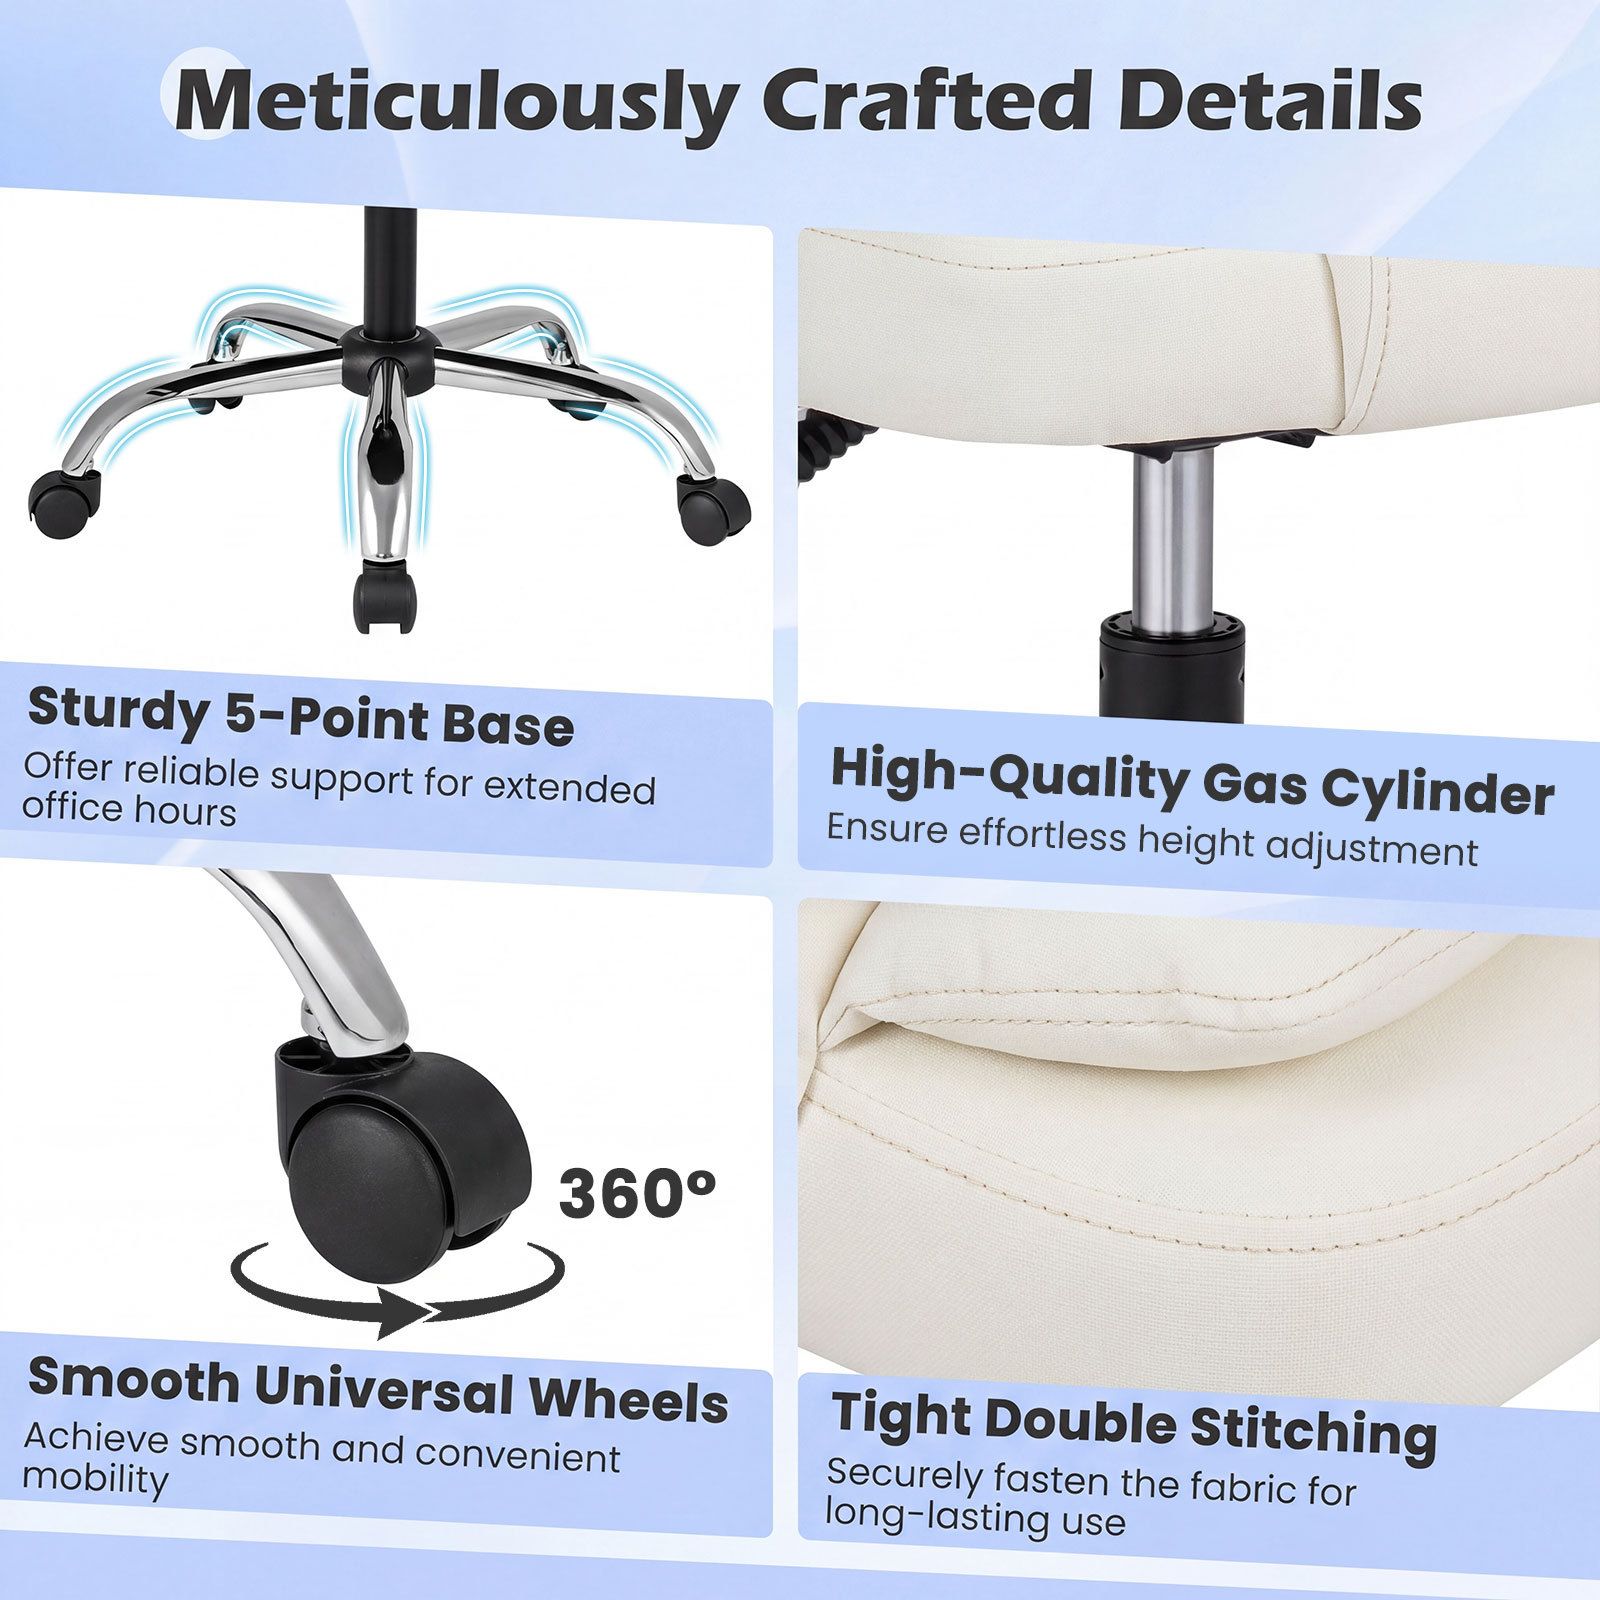 Meticulously Crafted Details
Sturdy 5-Point Base
Offer reliable support for extended
office hours
High-Quality Gas Cylinder
Ensure effortless height adjustment
360°
Smooth Universal Wheels
Achieve smooth and convenient
mobility
Tight Double Stitching
Securely fasten the fabric for
long-lasting use